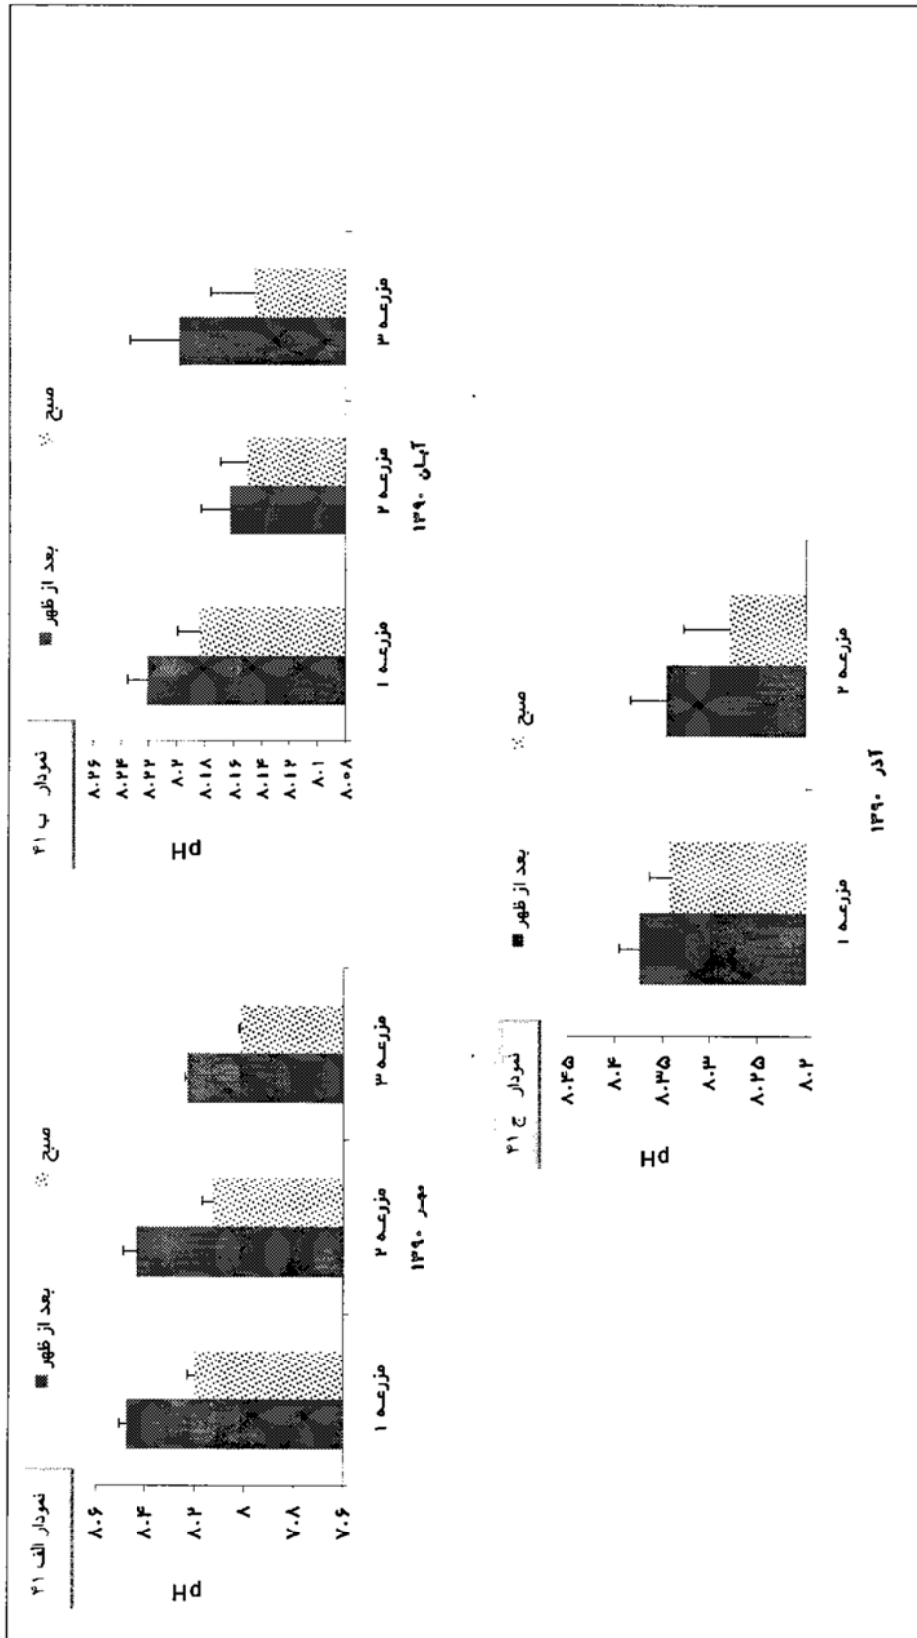 نمودار الف ۴۱
■ بعد از ظهر صبح
pH
۸.۶
۸.۴
۸.۲
۸
۷.۸
۷.۶
مزرعه ۱ مزرعه ۲ مزرعه ۳
مهر ۱۳۹۰
نمودار ب ۴۱
■ بعد از ظهر صبح
pH
۸.۲۶
۸.۲۴
۸.۲۲
۸.۲
۸.۱۸
۸.۱۶
۸.۱۴
۸.۱۲
۸.۱
۸.۰۸
مزرعه ۱ مزرعه ۲ مزرعه ۳
آبان ۱۳۹۰
نمودار ج ۴۱
■ بعد از ظهر صبح
pH
۸.۴۵
۸.۴
۸.۳۵
۸.۳
۸.۲۵
۸.۲
مزرعه ۱ مزرعه ۲
آذر ۱۳۹۰